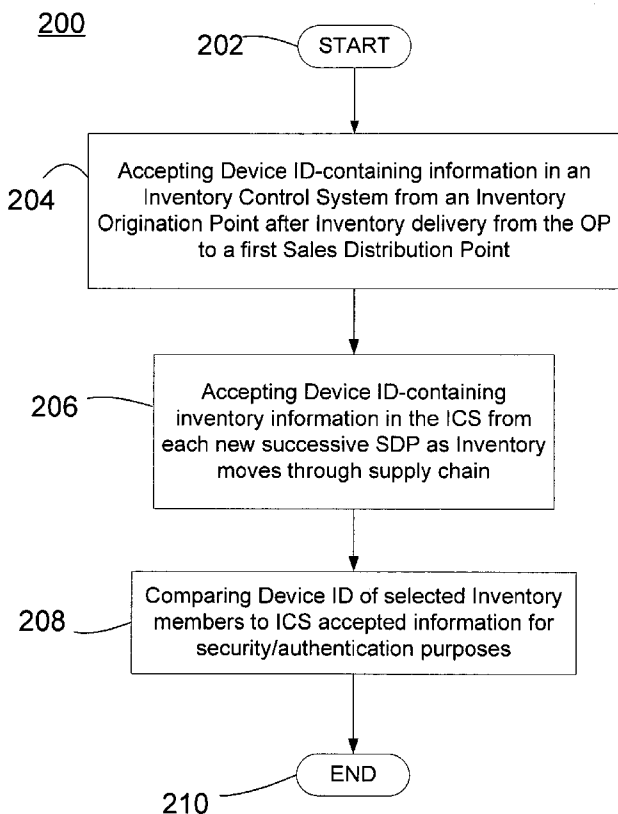 200
202
START
204
Accepting Device ID-containing information in an
Inventory Control System from an Inventory
Origination Point after Inventory delivery from the OP
to a first Sales Distribution Point
206
Accepting Device ID-containing
inventory information in the ICS from
each new successive SDP as Inventory
moves through supply chain
208
Comparing Device ID of selected Inventory
members to ICS accepted information for
security/authentication purposes
END
210